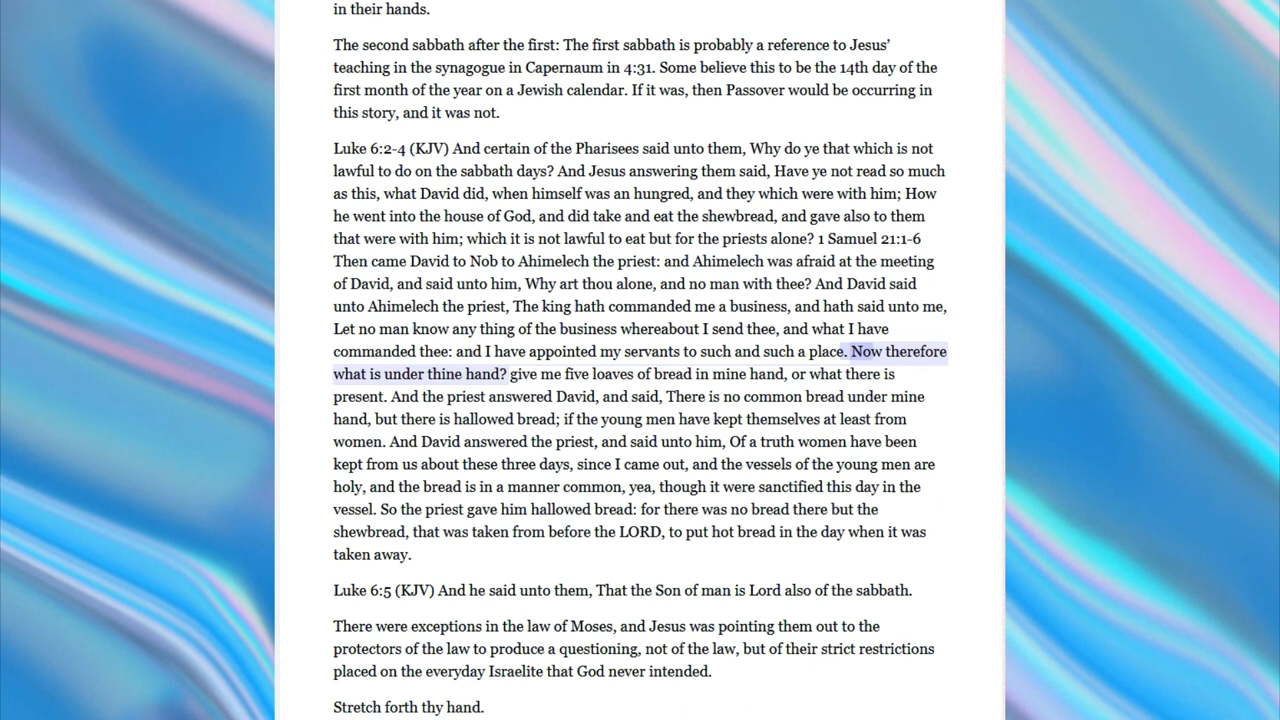 in their hands.
The second sabbath after the first: The first sabbath is probably a reference to Jesus’
teaching in the synagogue in Capernaum in 4:31. Some believe this to be the 14th day of the
first month of the year on a Jewish calendar. If it was, then Passover would be occurring in
this story, and it was not.
Luke 6:2-4 (KJV) And certain of the Pharisees said unto them, Why do ye that which is not
lawful to do on the sabbath days? And Jesus answering them said, Have ye not read so much
as this, what David did, when himself was an hungred, and they which were with him; How
he went into the house of God, and did take and eat the shewbread, and gave also to them
that were with him; which it is not lawful to eat but for the priests alone? 1 Samuel 21:1-6
Then came David to Nob to Ahimelech the priest: and Ahimelech was afraid at the meeting
of David, and said unto him, Why art thou alone, and no man with thee? And David said
unto Ahimelech the priest, The king hath commanded me a business, and hath said unto me,
Let no man know any thing of the business whereabout I send thee, and what I have
commanded thee: and I have appointed my servants to such and such a place. Now therefore
what is under thine hand? give me five loaves of bread in mine hand, or what there is
present. And the priest answered David, and said, There is no common bread under mine
hand, but there is hallowed bread; if the young men have kept themselves at least from
women. And David answered the priest, and said unto him, Of a truth women have been
kept from us about these three days, since I came out, and the vessels of the young men are
holy, and the bread is in a manner common, yea, though it were sanctified this day in the
vessel. So the priest gave him hallowed bread: for there was no bread there but the
shewbread, that was taken from before the LORD, to put hot bread in the day when it was
taken away.
Luke 6:5 (KJV) And he said unto them, That the Son of man is Lord also of the sabbath.
There were exceptions in the law of Moses, and Jesus was pointing them out to the
protectors of the law to produce a questioning, not of the law, but of their strict restrictions
placed on the everyday Israelite that God never intended.
Stretch forth thy hand.